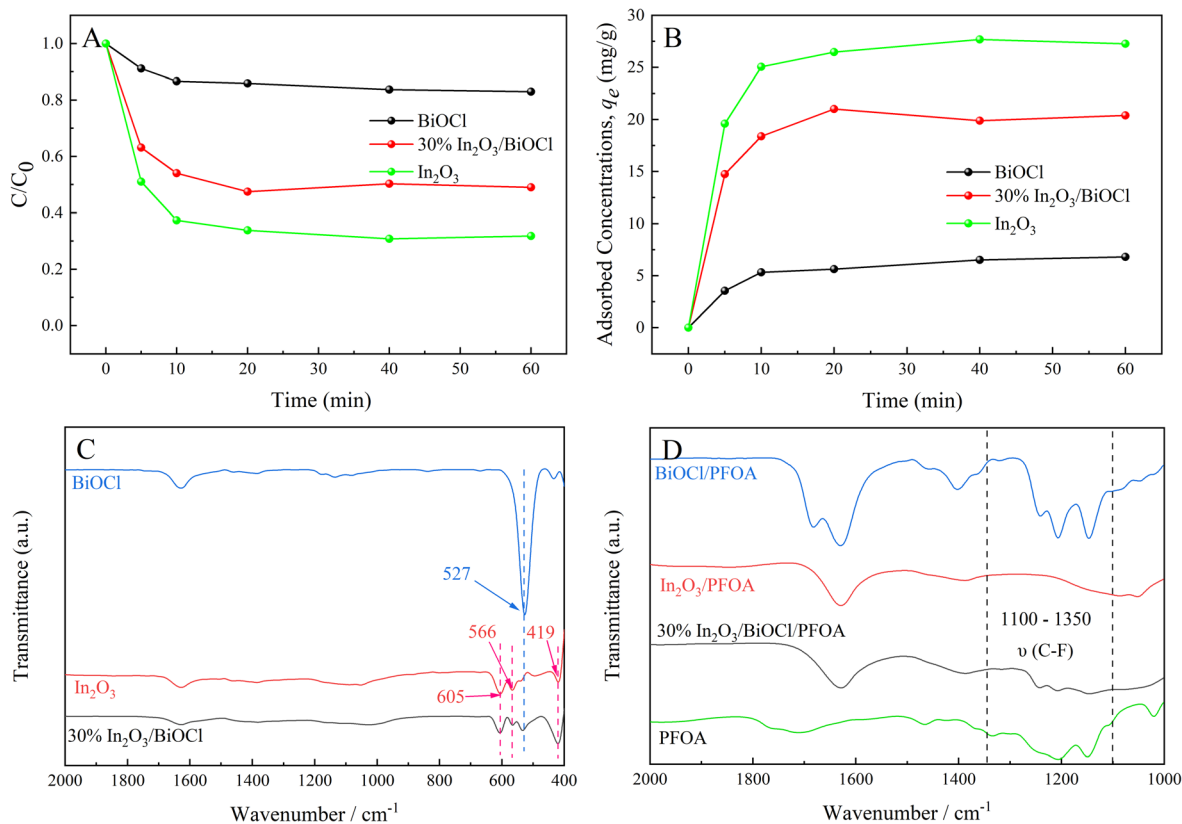 A
1.0
0.8
0.6
0.4
0.2
0.0
C/C₀
BiOCl
30% In₂O₃/BiOCl
In₂O₃
0 10 20 30 40 50 60
Time (min)
B
30
25
20
15
10
5
0
Adsorbed Concentrations, qₑ (mg/g)
BiOCl
30% In₂O₃/BiOCl
In₂O₃
0 10 20 30 40 50 60
Time (min)
C
BiOCl
527
566 419
605
In₂O₃
30% In₂O₃/BiOCl
Transmittance (a.u.)
2000 1800 1600 1400 1200 1000 800 600 400
Wavenumber / cm⁻¹
D
BiOCl/PFOA
In₂O₃/PFOA
30% In₂O₃/BiOCl/PFOA
1100 - 1350
υ (C-F)
PFOA
Transmittance (a.u.)
2000 1800 1600 1400 1200 1000
Wavenumber / cm⁻¹